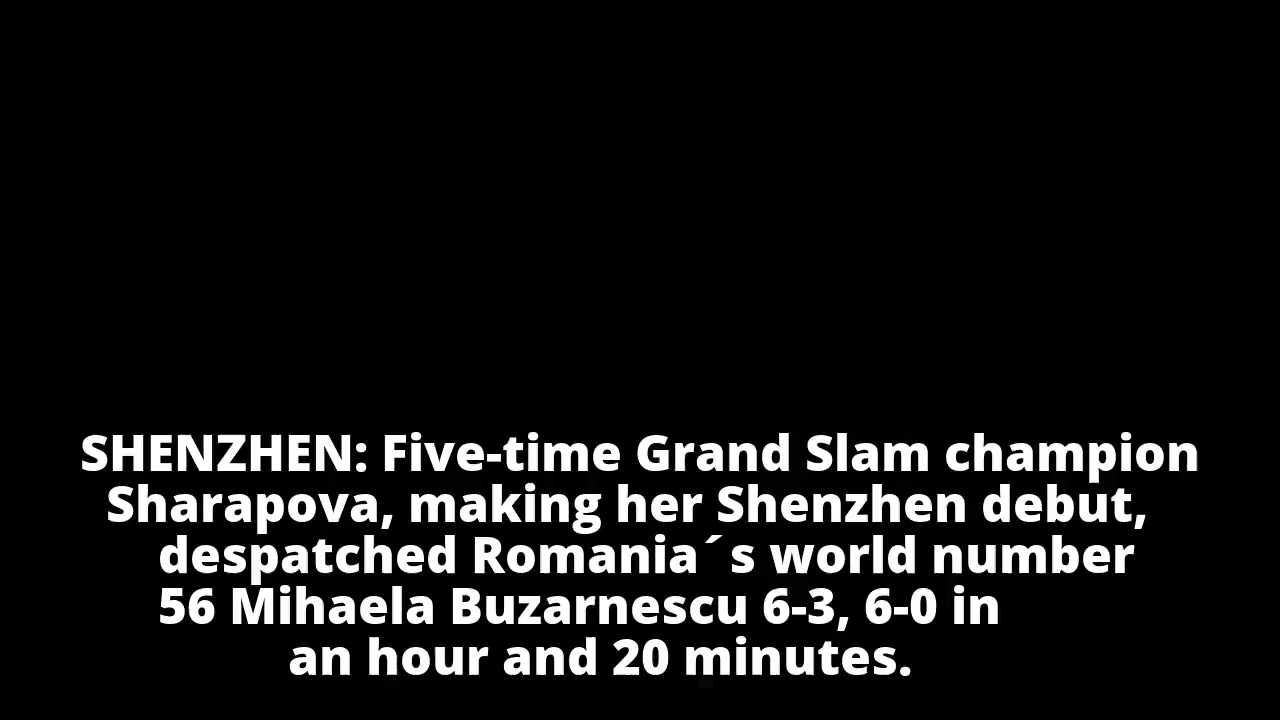 SHENZHEN: Five-time Grand Slam champion
Sharapova, making her Shenzhen debut,
despatched Romania´s world number
56 Mihaela Buzarnescu 6-3, 6-0 in
an hour and 20 minutes.